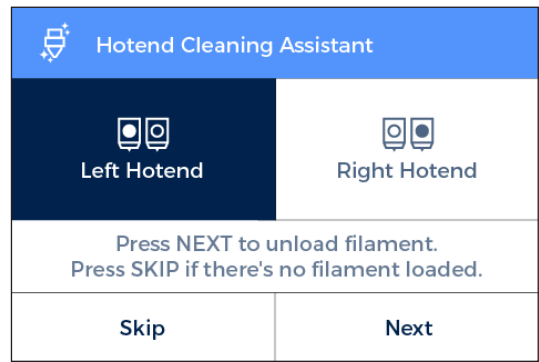 Hotend Cleaning Assistant
Left Hotend
Right Hotend
Press NEXT to unload filament.
Press SKIP if there's no filament loaded.
Skip
Next